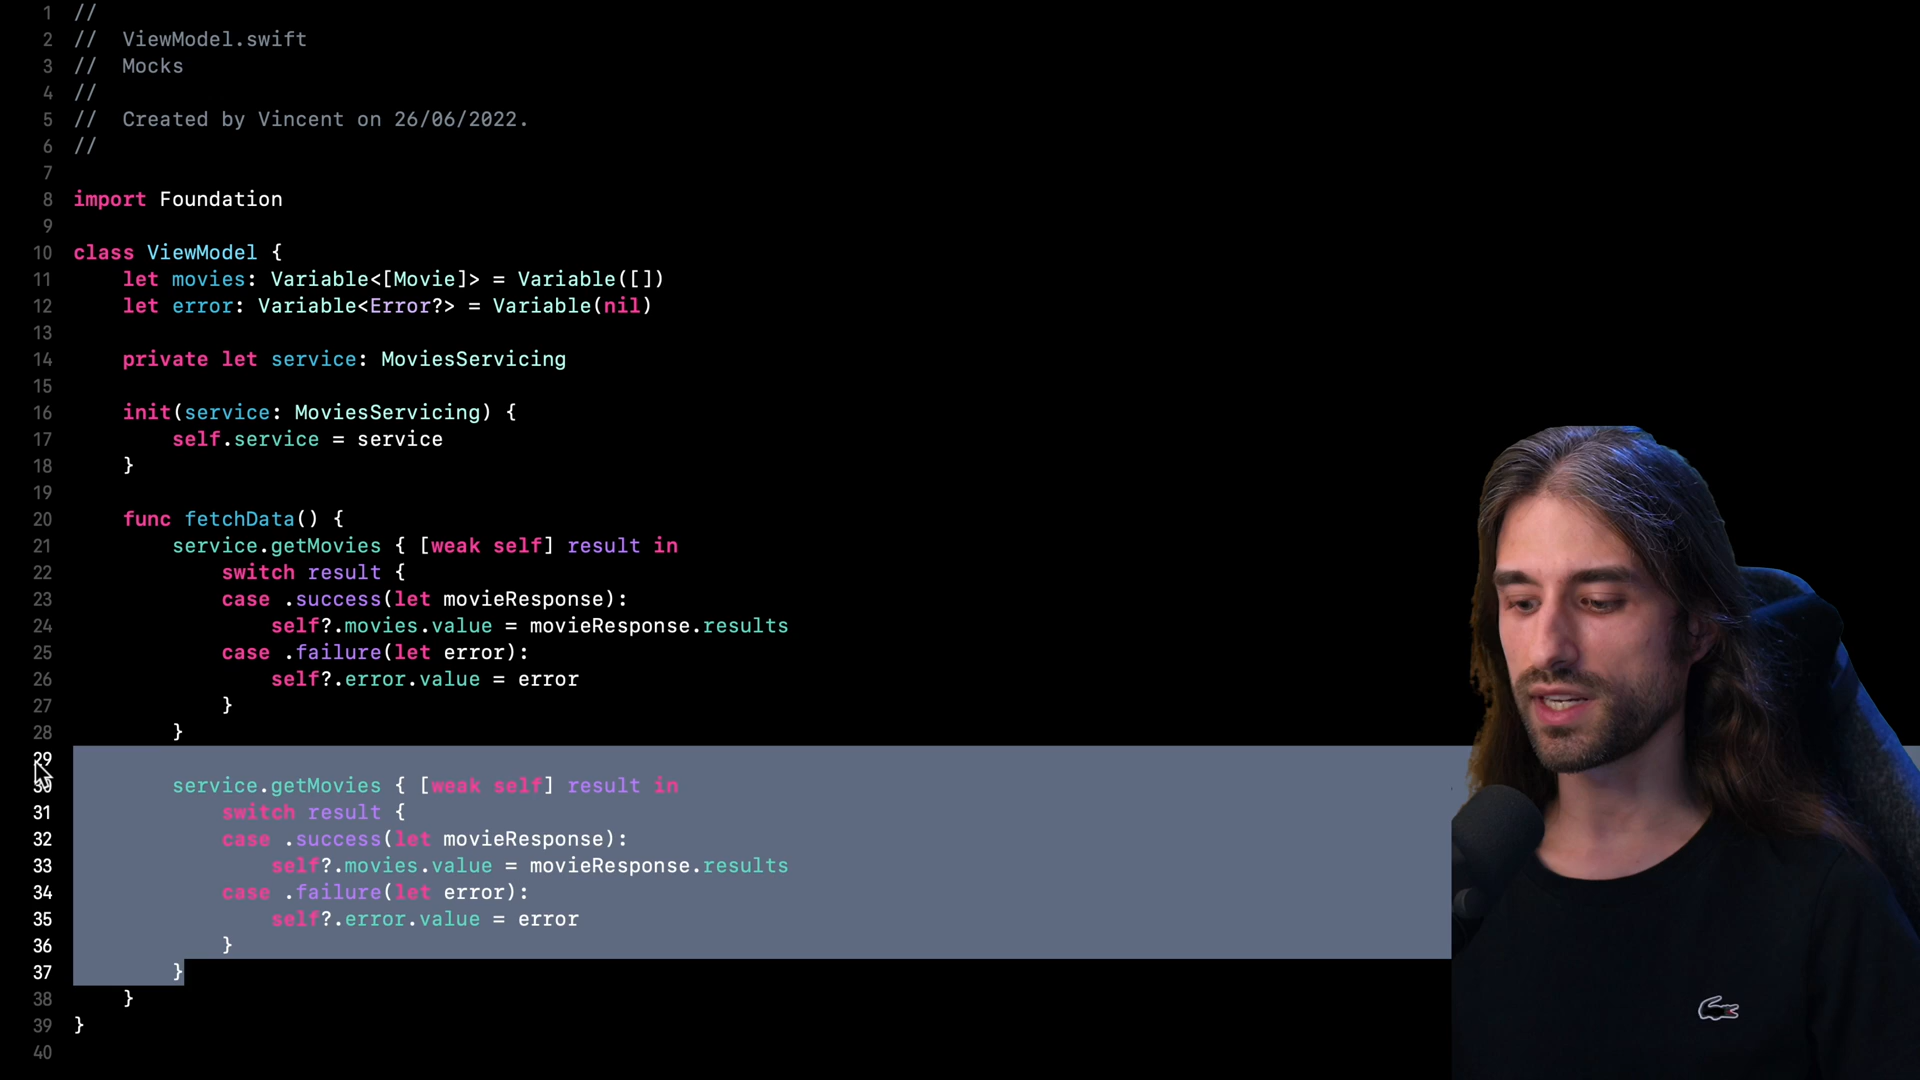 1 //
2 //  ViewModel.swift
3 //  Mocks
4 //
5 //  Created by Vincent on 26/06/2022.
6 //
7
8 import Foundation
9
10 class ViewModel {
11     let movies: Variable<[Movie]> = Variable([])
12     let error: Variable<Error?> = Variable(nil)
13
14     private let service: MoviesServicing
15
16     init(service: MoviesServicing) {
17         self.service = service
18     }
19
20     func fetchData() {
21         service.getMovies { [weak self] result in
22             switch result {
23             case .success(let movieResponse):
24                 self?.movies.value = movieResponse.results
25             case .failure(let error):
26                 self?.error.value = error
27             }
28         }
29
30         service.getMovies { [weak self] result in
31             switch result {
32             case .success(let movieResponse):
33                 self?.movies.value = movieResponse.results
34             case .failure(let error):
35                 self?.error.value = error
36             }
37         }
38     }
39 }
40